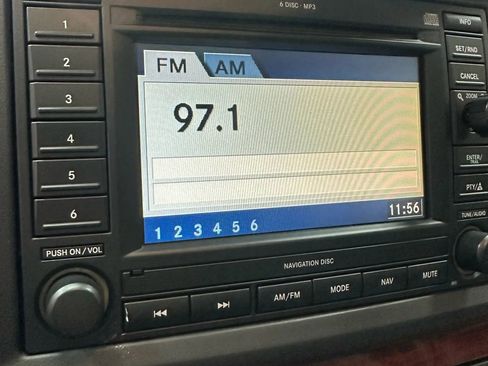 6 DISC · MP3
1
2
3
4
5
6
PUSH ON / VOL
FM AM
97.1
1 2 3 4 5 6
11:56
NAVIGATION DISC
AM/FM
MODE
NAV
MUTE
INFO
SET/RND
CANCEL
ZOOM
ENTER/
PTY/
TUNE/AUDIO